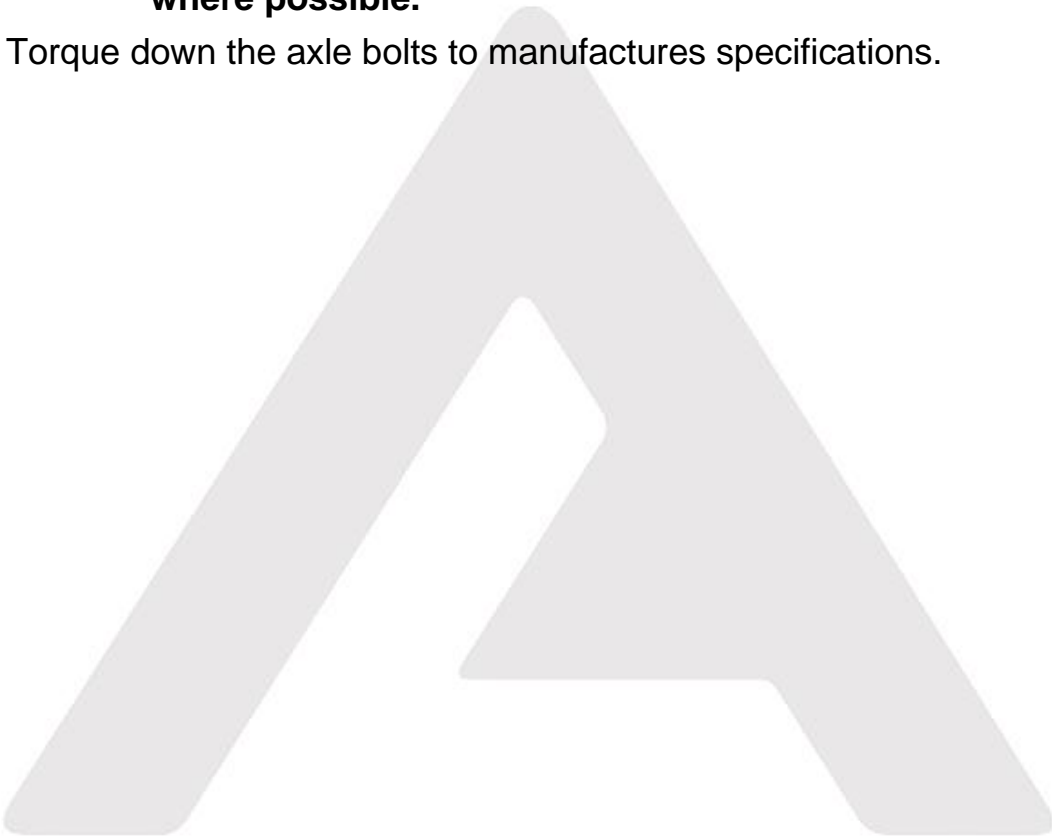 where possible.
Torque down the axle bolts to manufactures specifications.